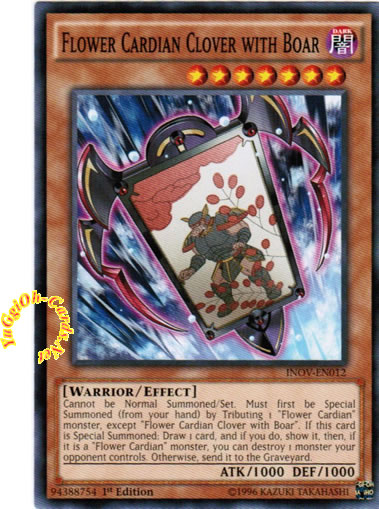 FLOWER CARDIAN CLOVER WITH BOAR
DARK
闇
YuGgiOh-Cards.Net
INOV-EN012
[WARRIOR/EFFECT]
Cannot be Normal Summoned/Set. Must first be Special
Summoned (from your hand) by Tributing 1 "Flower Cardian"
monster, except "Flower Cardian Clover with Boar". If this
card is Special Summoned: Draw 1 card, and if you do, show it, then, if
it is a "Flower Cardian" monster, you can destroy 1 monster your
opponent controls. Otherwise, send it to the Graveyard.
ATK/1000 DEF/1000
94388754 1st Edition ©1996 KAZUKI TAKAHASHI